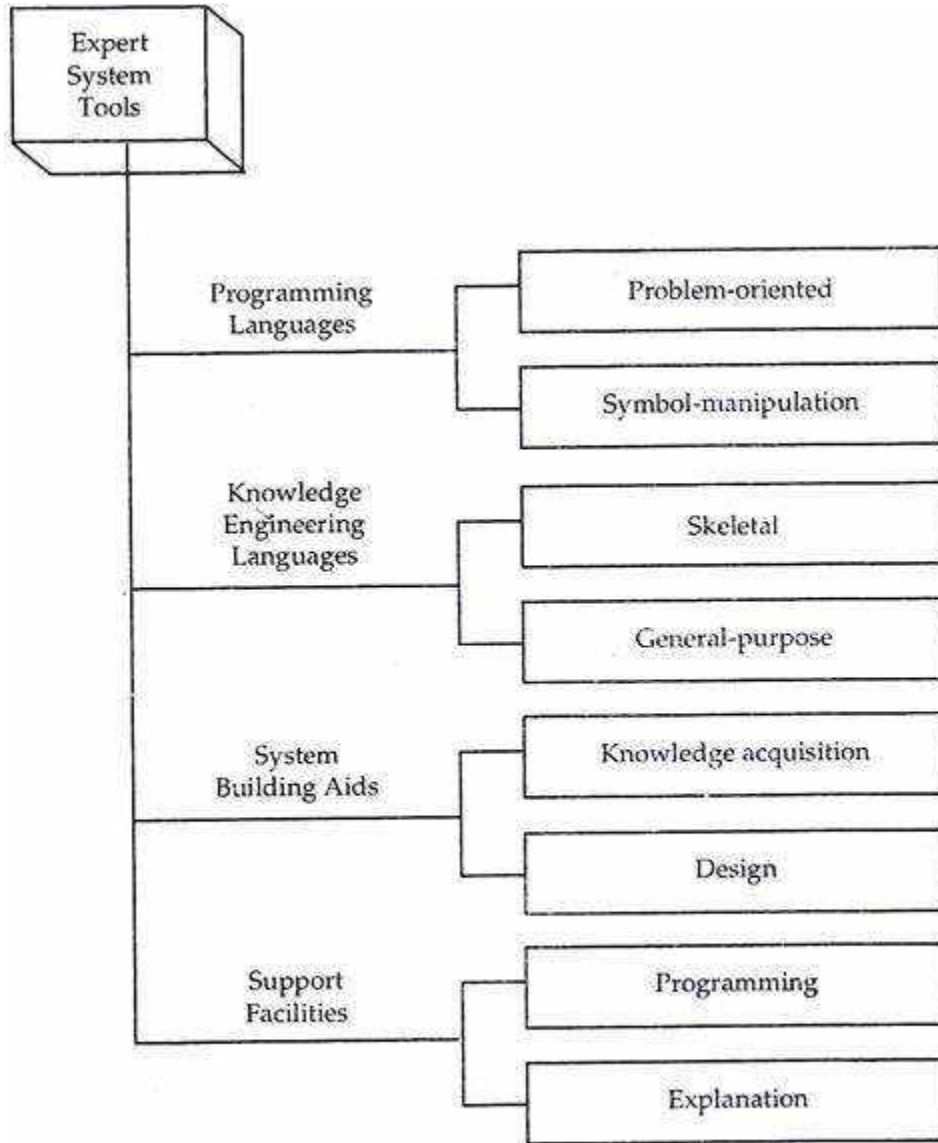 Expert
System
Tools
Programming
Languages
Problem-oriented
Symbol-manipulation
Knowledge
Engineering
Languages
Skeletal
General-purpose
System
Building Aids
Knowledge acquisition
Design
Support
Facilities
Programming
Explanation